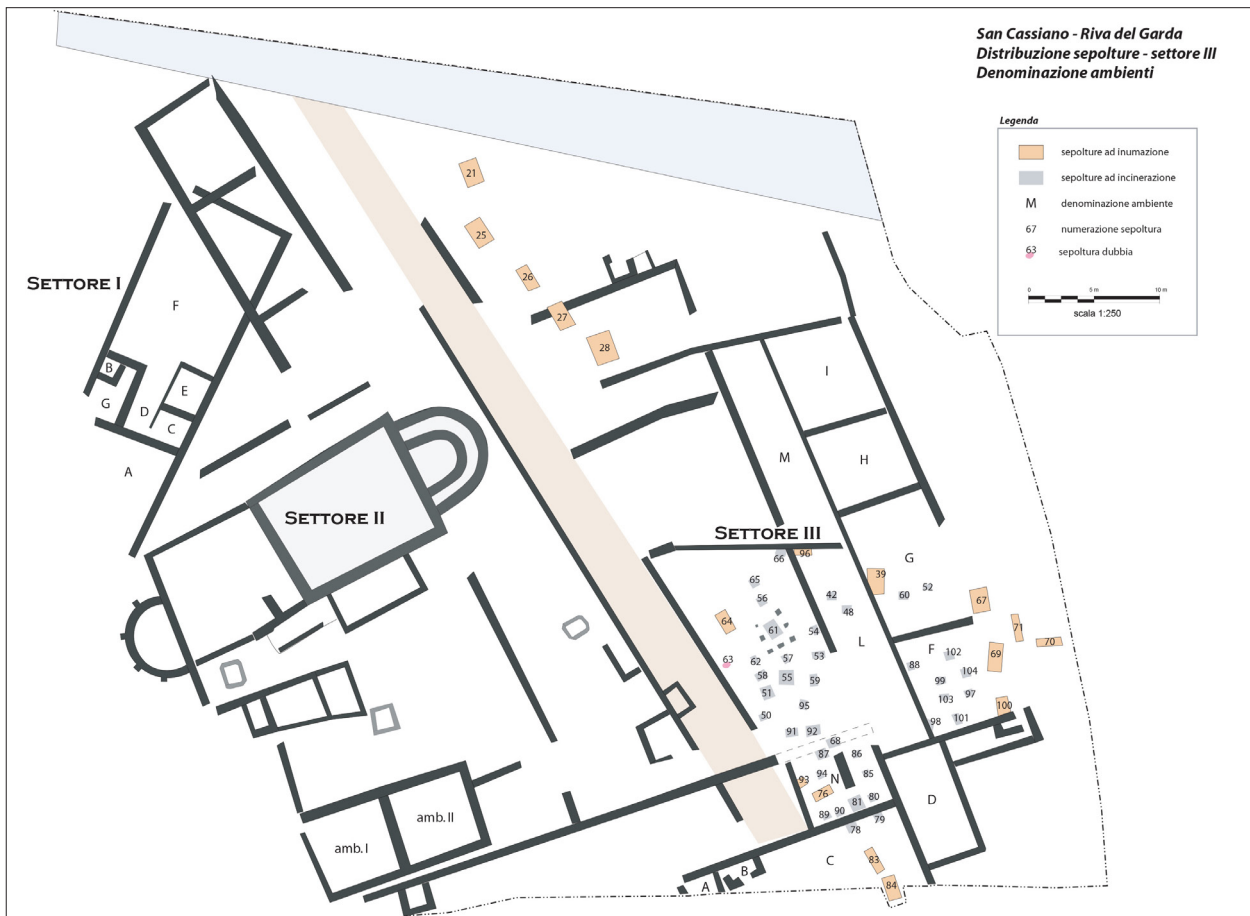 San Cassiano - Riva del Garda
Distribuzione sepolture - settore III
Denominazione ambienti
Legenda
sepolture ad inumazione
sepolture ad incinerazione
M denominazione ambiente
67 numerazione sepoltura
63 sepoltura dubbia
0 5 m 10 m
scala 1:250
21
25
26
27
28
SETTORE I
F
B
E
G
D
C
A
I
M
H
SETTORE II
SETTORE III
66
96
G
39
65
56
42
60
52
48
67
64
61
54
71
70
L
F
102
69
63
62
57
53
88
104
58
55
59
99
51
103
97
95
100
50
98
101
91
92
68
87
86
94
N
85
93
76
81
80
D
89
90
79
78
amb. I
amb. II
C
83
A
B
84